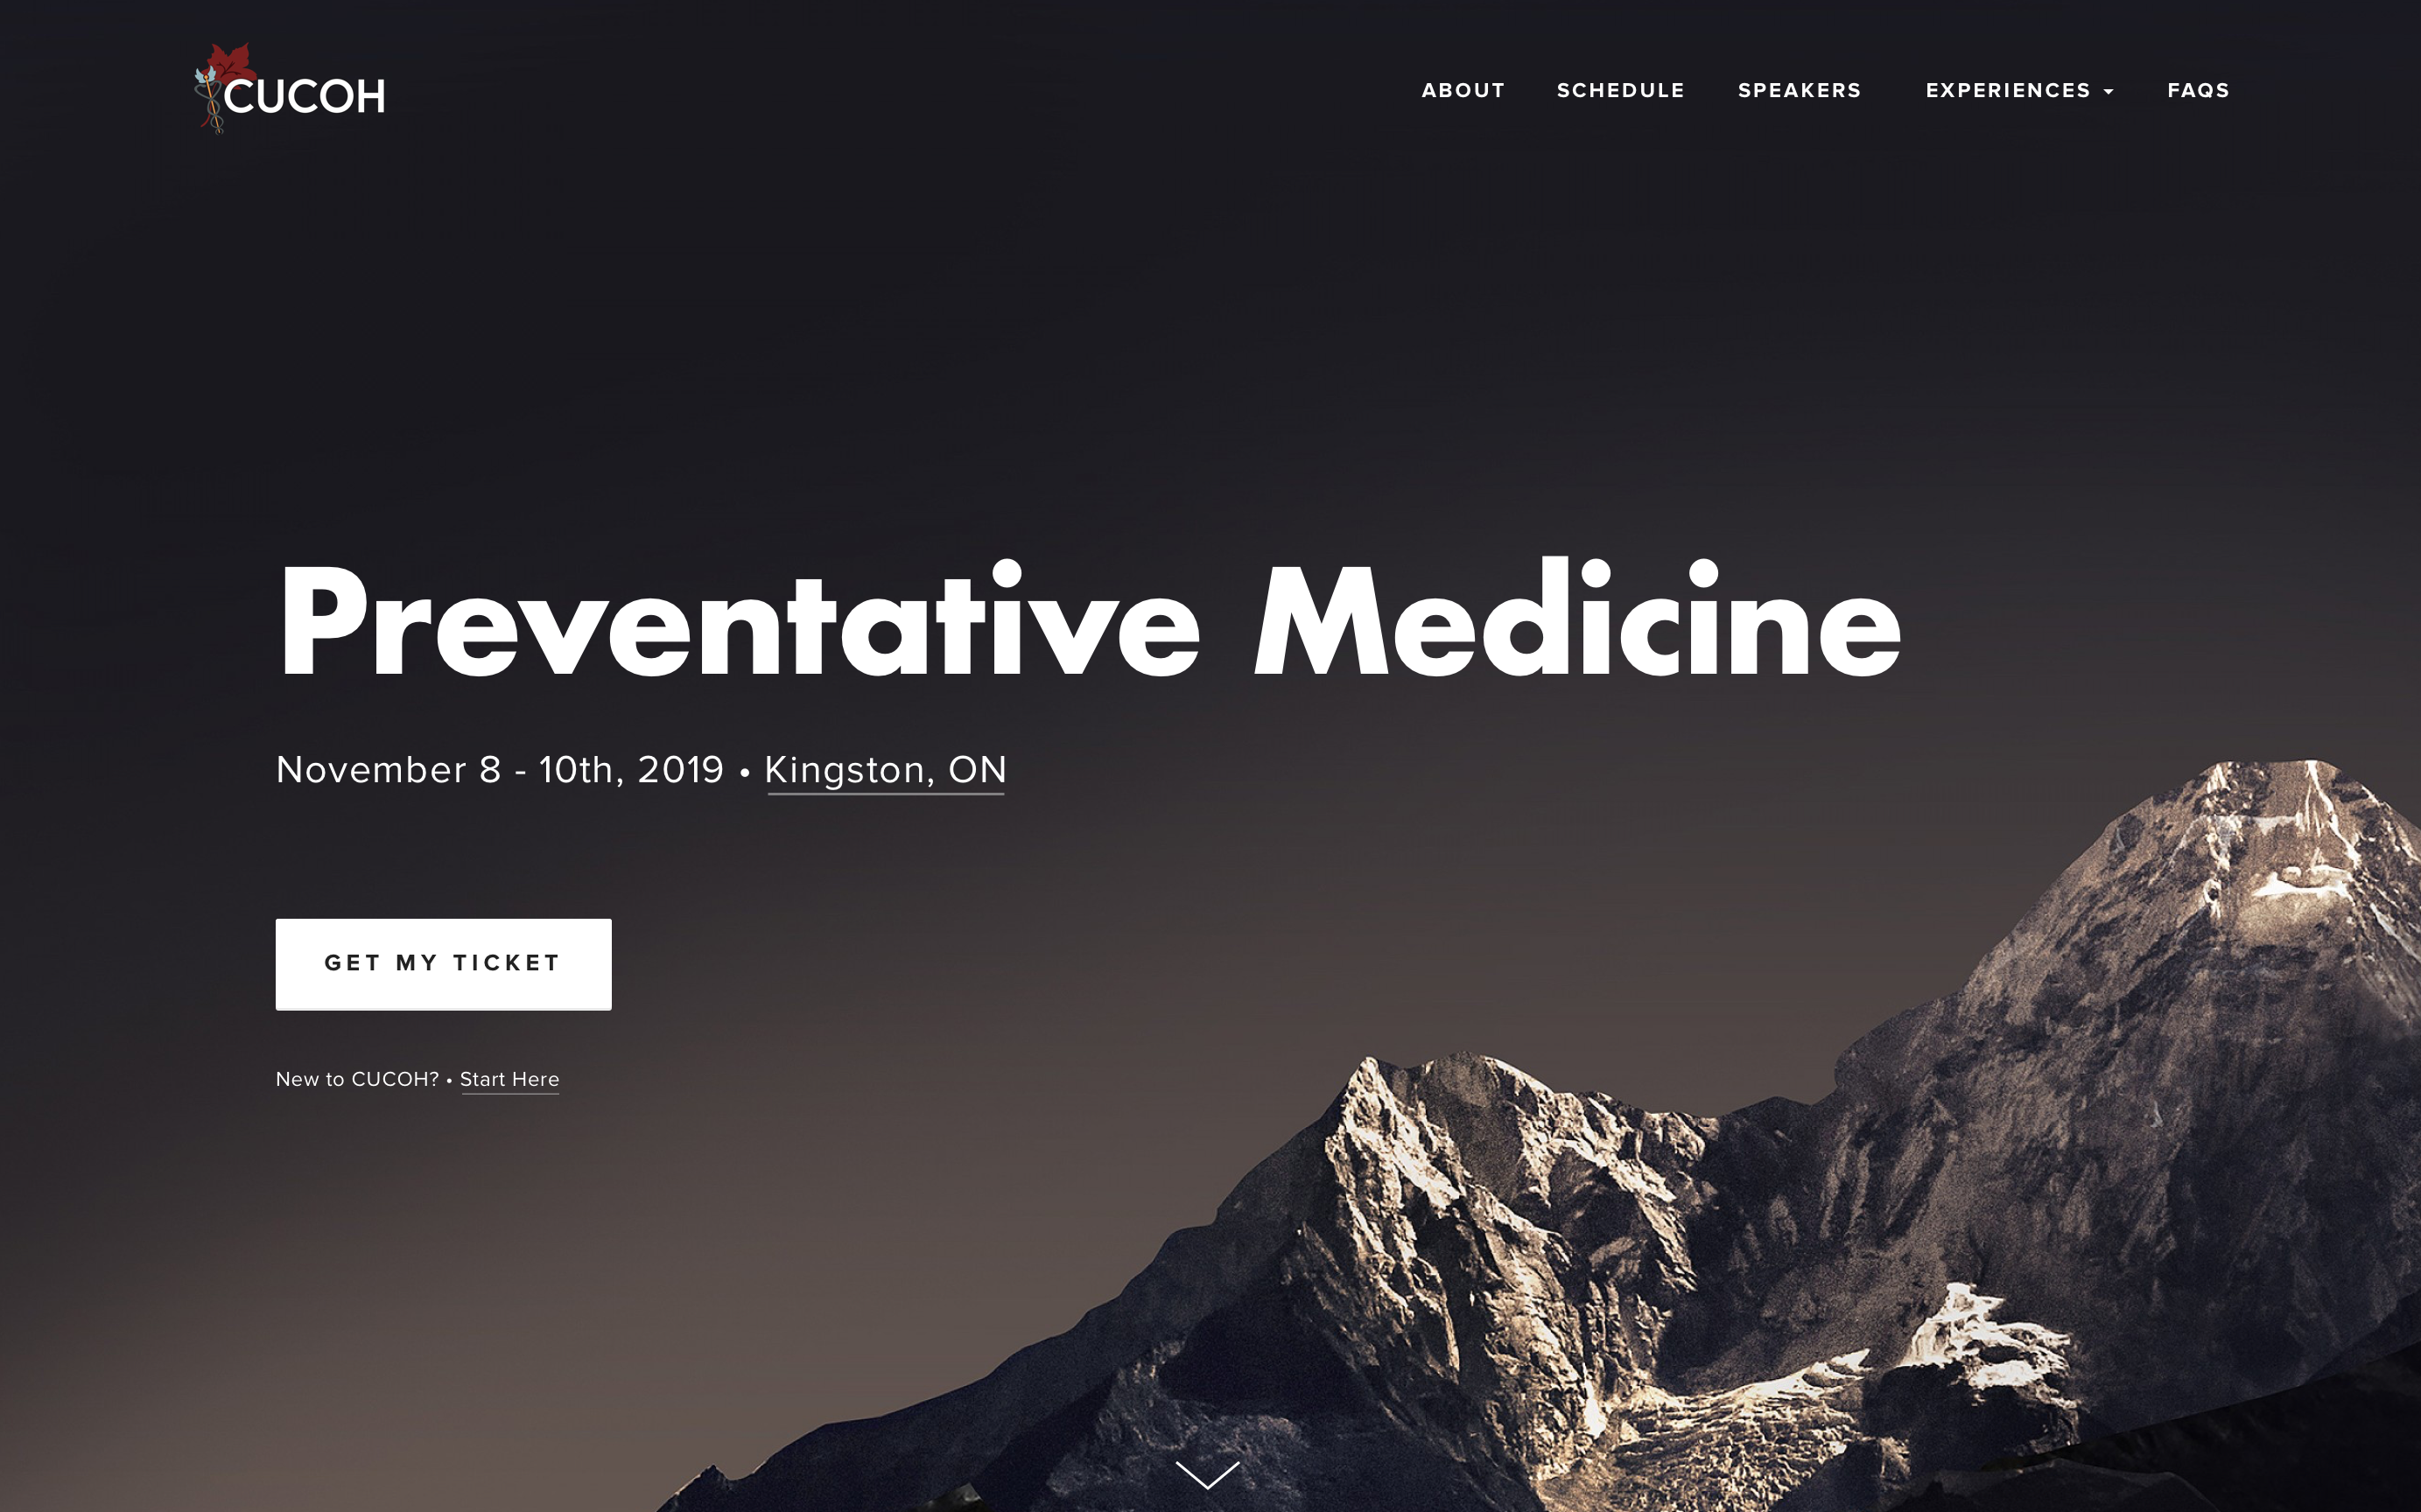 CUCOH
ABOUT SCHEDULE SPEAKERS EXPERIENCES FAQS
Preventative Medicine
November 8 - 10th, 2019 • Kingston, ON
GET MY TICKET
New to CUCOH? • Start Here